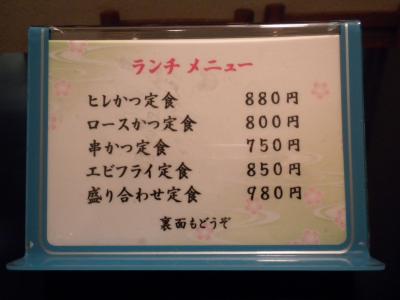 ランチ メニュー
ヒレかつ定食 880円
ロースかつ定食 800円
串かつ定食 750円
エビフライ定食 850円
盛り合わせ定食 980円
裏面もどうぞ